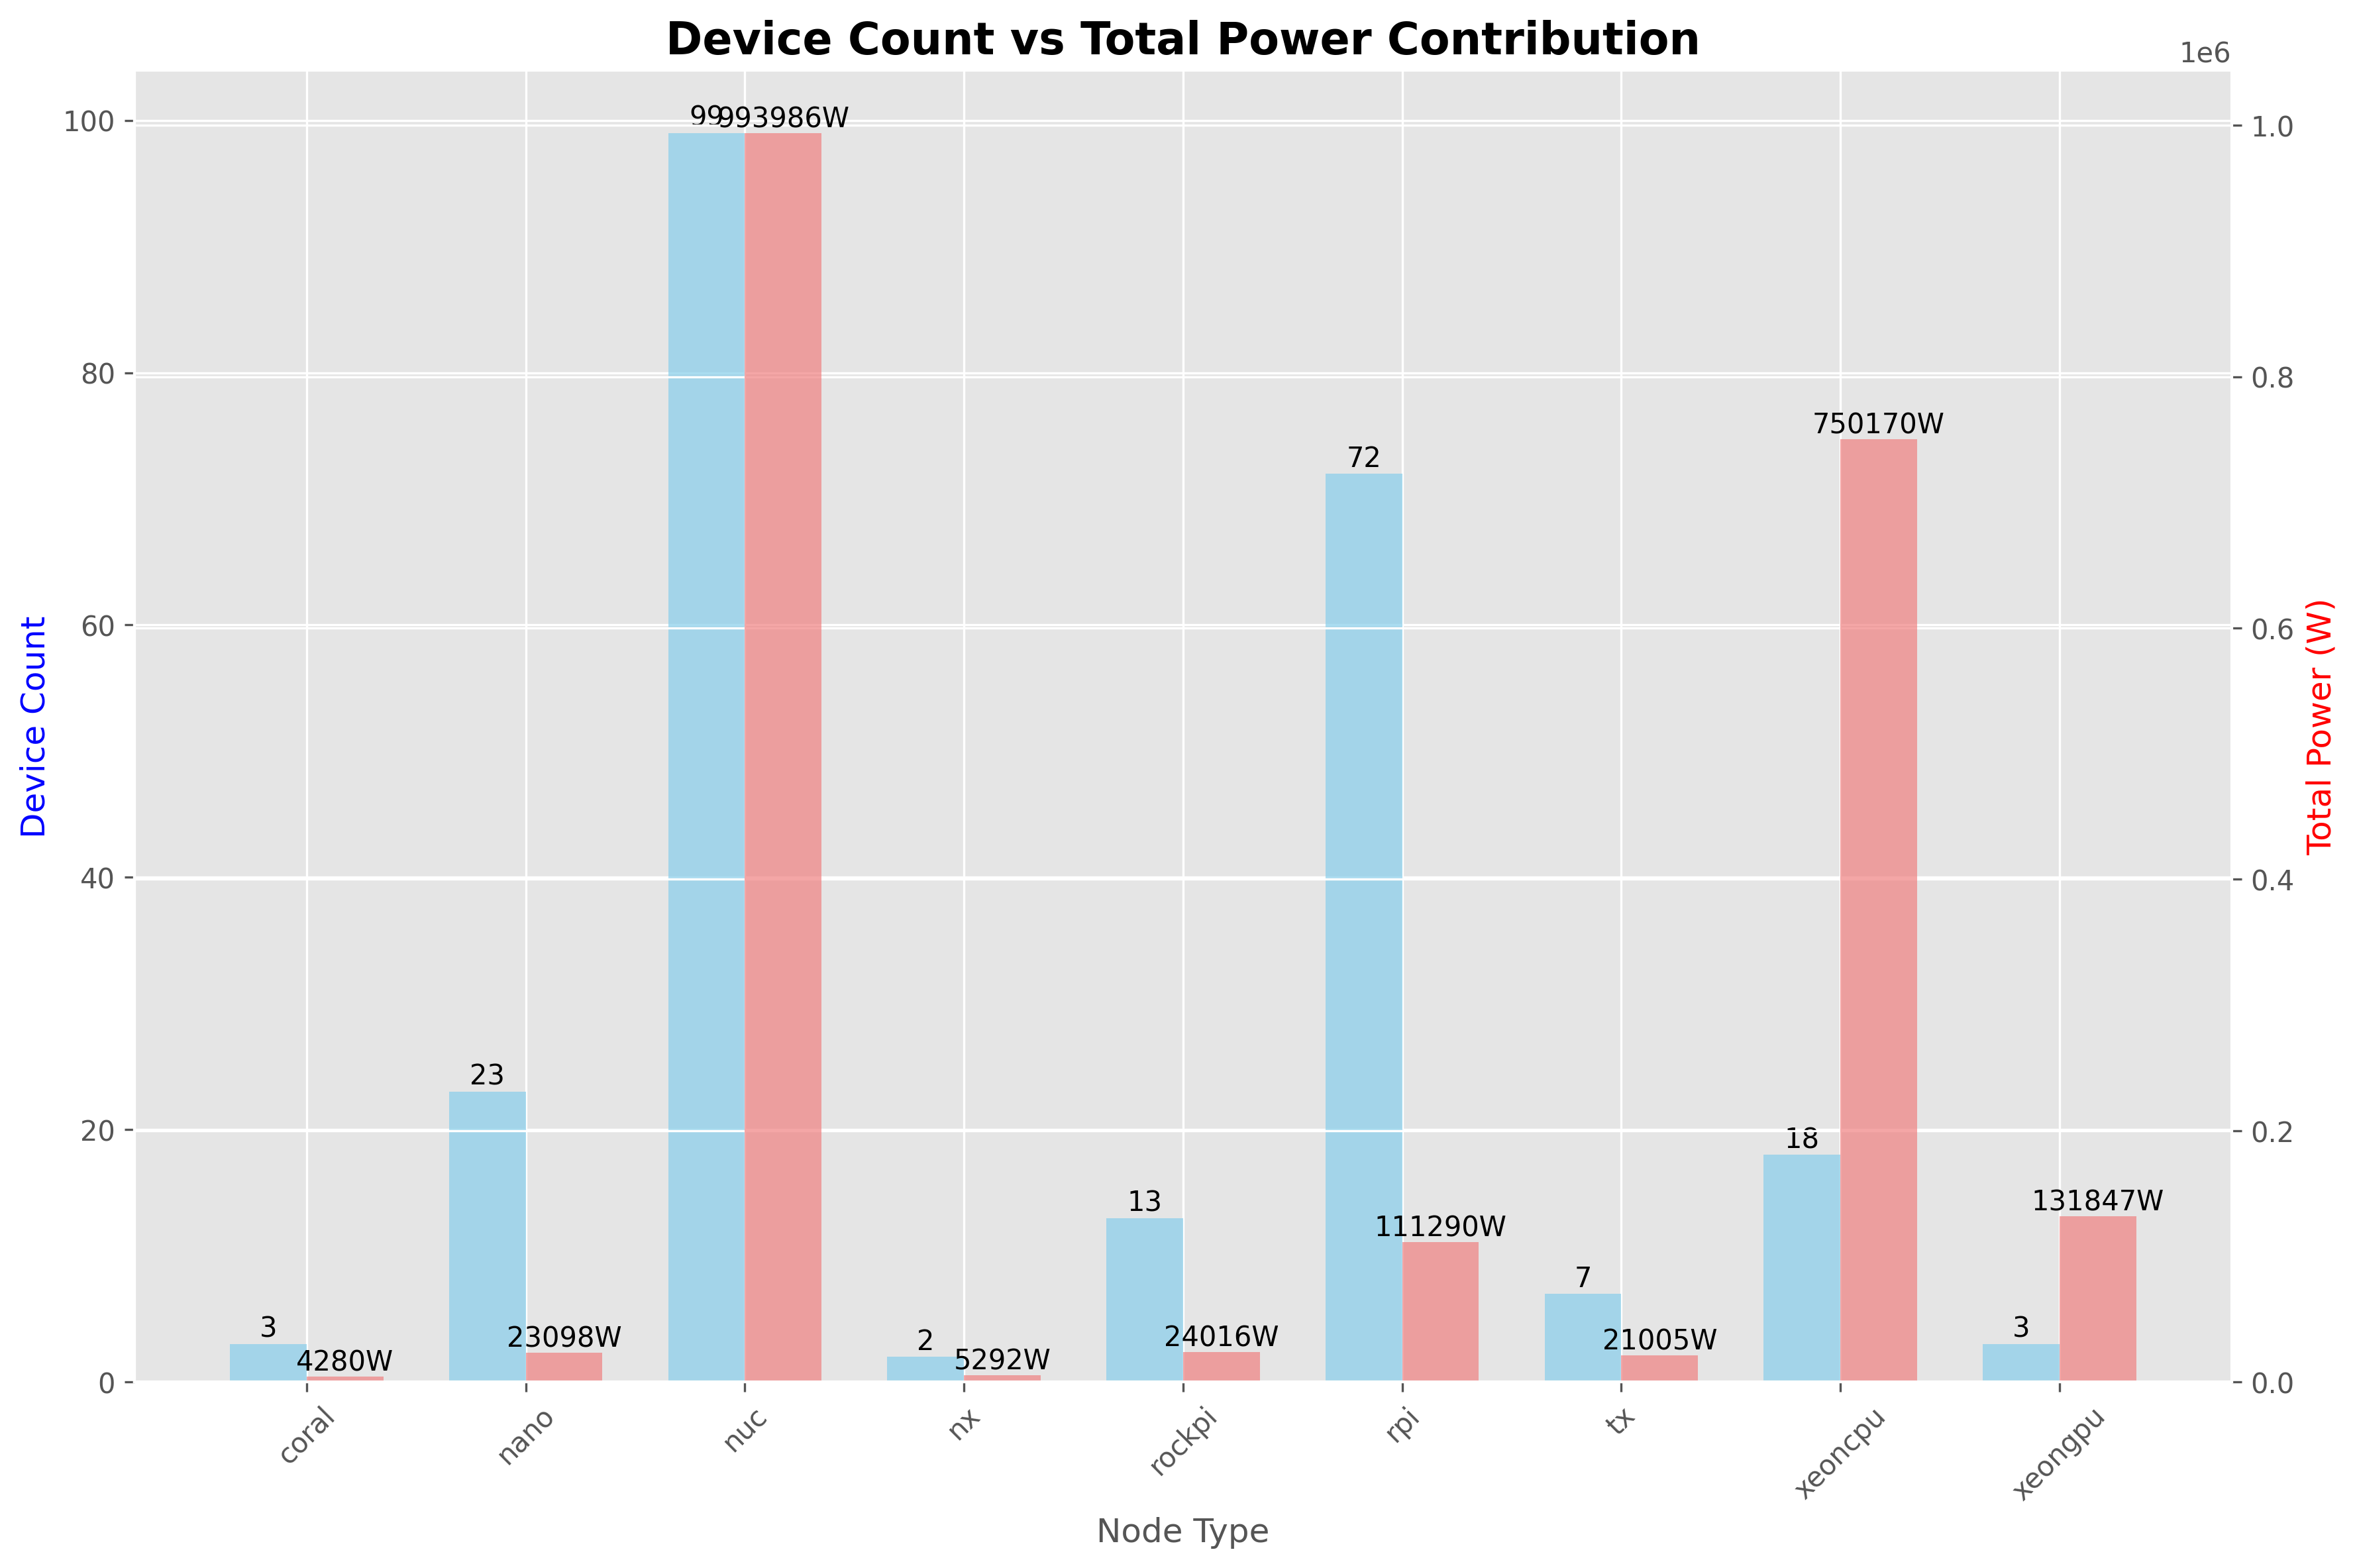 Device Count vs Total Power Contribution
1e6
100
80
60
40
20
0
Device Count
1.0
0.8
0.6
0.4
0.2
0.0
Total Power (W)
99
993986W
750170W
72
23
18
13
131847W
111290W
7
3
3
23098W
24016W
21005W
2
4280W
5292W
coral
nano
nuc
nx
rockpi
rpi
tx
xeoncpu
xeongpu
Node Type